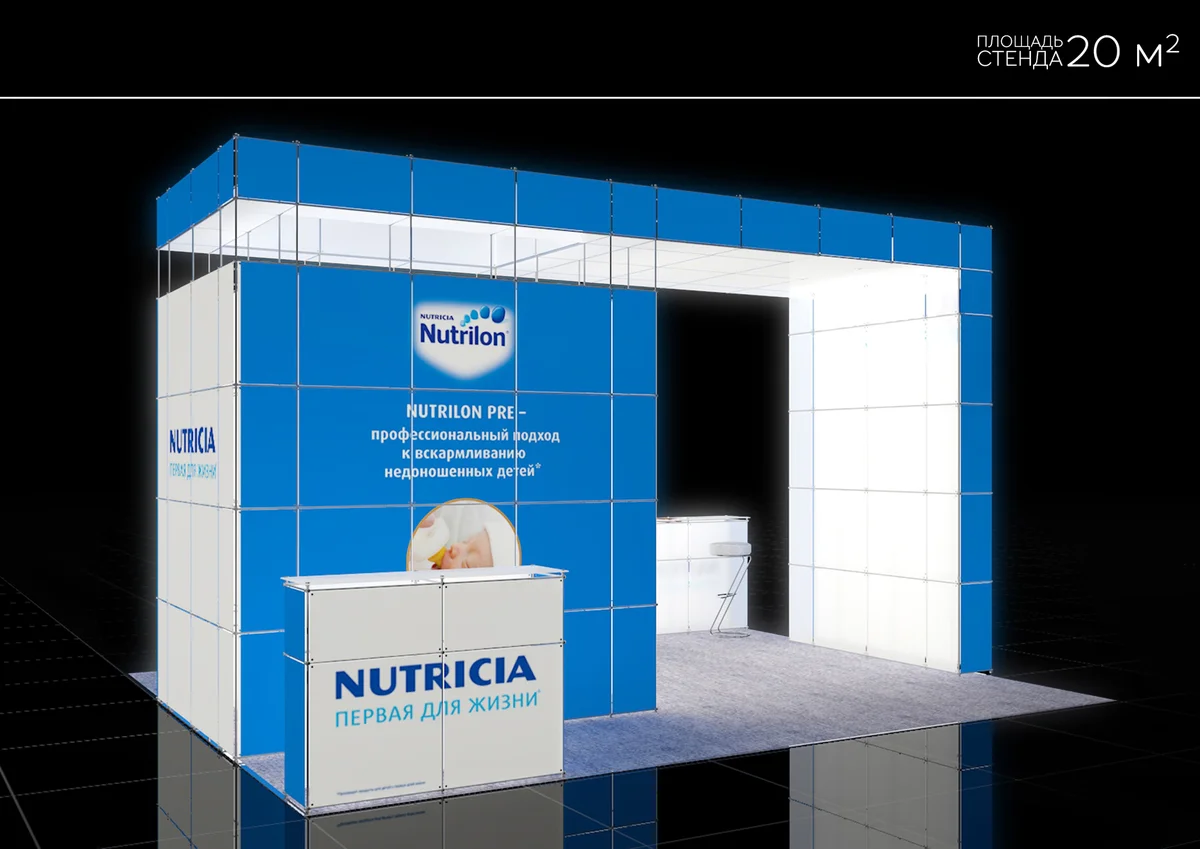 ПЛОЩАДЬ
СТЕНДА 20 м²
NUTRICIA
Nutrilon®
NUTRILON PRE –
профессиональный подход
к вскармливанию
недоношенных детей*
NUTRICIA
ПЕРВАЯ ДЛЯ ЖИЗНИ
NUTRICIA
ПЕРВАЯ ДЛЯ ЖИЗНИ*